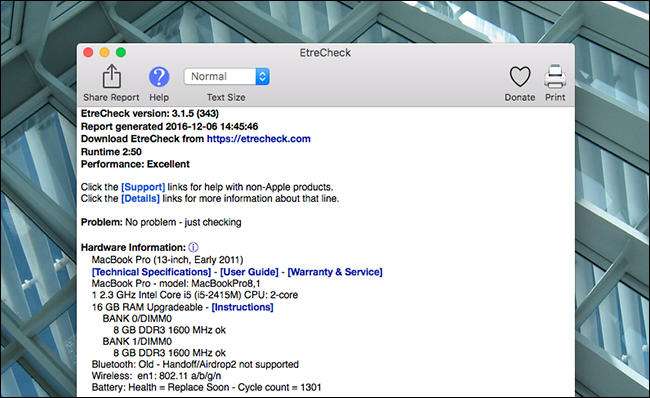 EtreCheck
Normal
Share Report Help Text Size Donate Print
EtreCheck version: 3.1.5 (343)
Report generated 2016-12-06 14:45:46
Download EtreCheck from https://etrecheck.com
Runtime 2:50
Performance: Excellent
Click the [Support] links for help with non-Apple products.
Click the [Details] links for more information about that line.
Problem: No problem - just checking
Hardware Information: ⓘ
MacBook Pro (13-inch, Early 2011)
[Technical Specifications] - [User Guide] - [Warranty & Service]
MacBook Pro - model: MacBookPro8,1
1 2.3 GHz Intel Core i5 (i5-2415M) CPU: 2-core
16 GB RAM Upgradeable - [Instructions]
BANK 0/DIMM0
8 GB DDR3 1600 MHz ok
BANK 1/DIMM0
8 GB DDR3 1600 MHz ok
Bluetooth: Old - Handoff/Airdrop2 not supported
Wireless: en1: 802.11 a/b/g/n
Battery: Health = Replace Soon - Cycle count = 1301